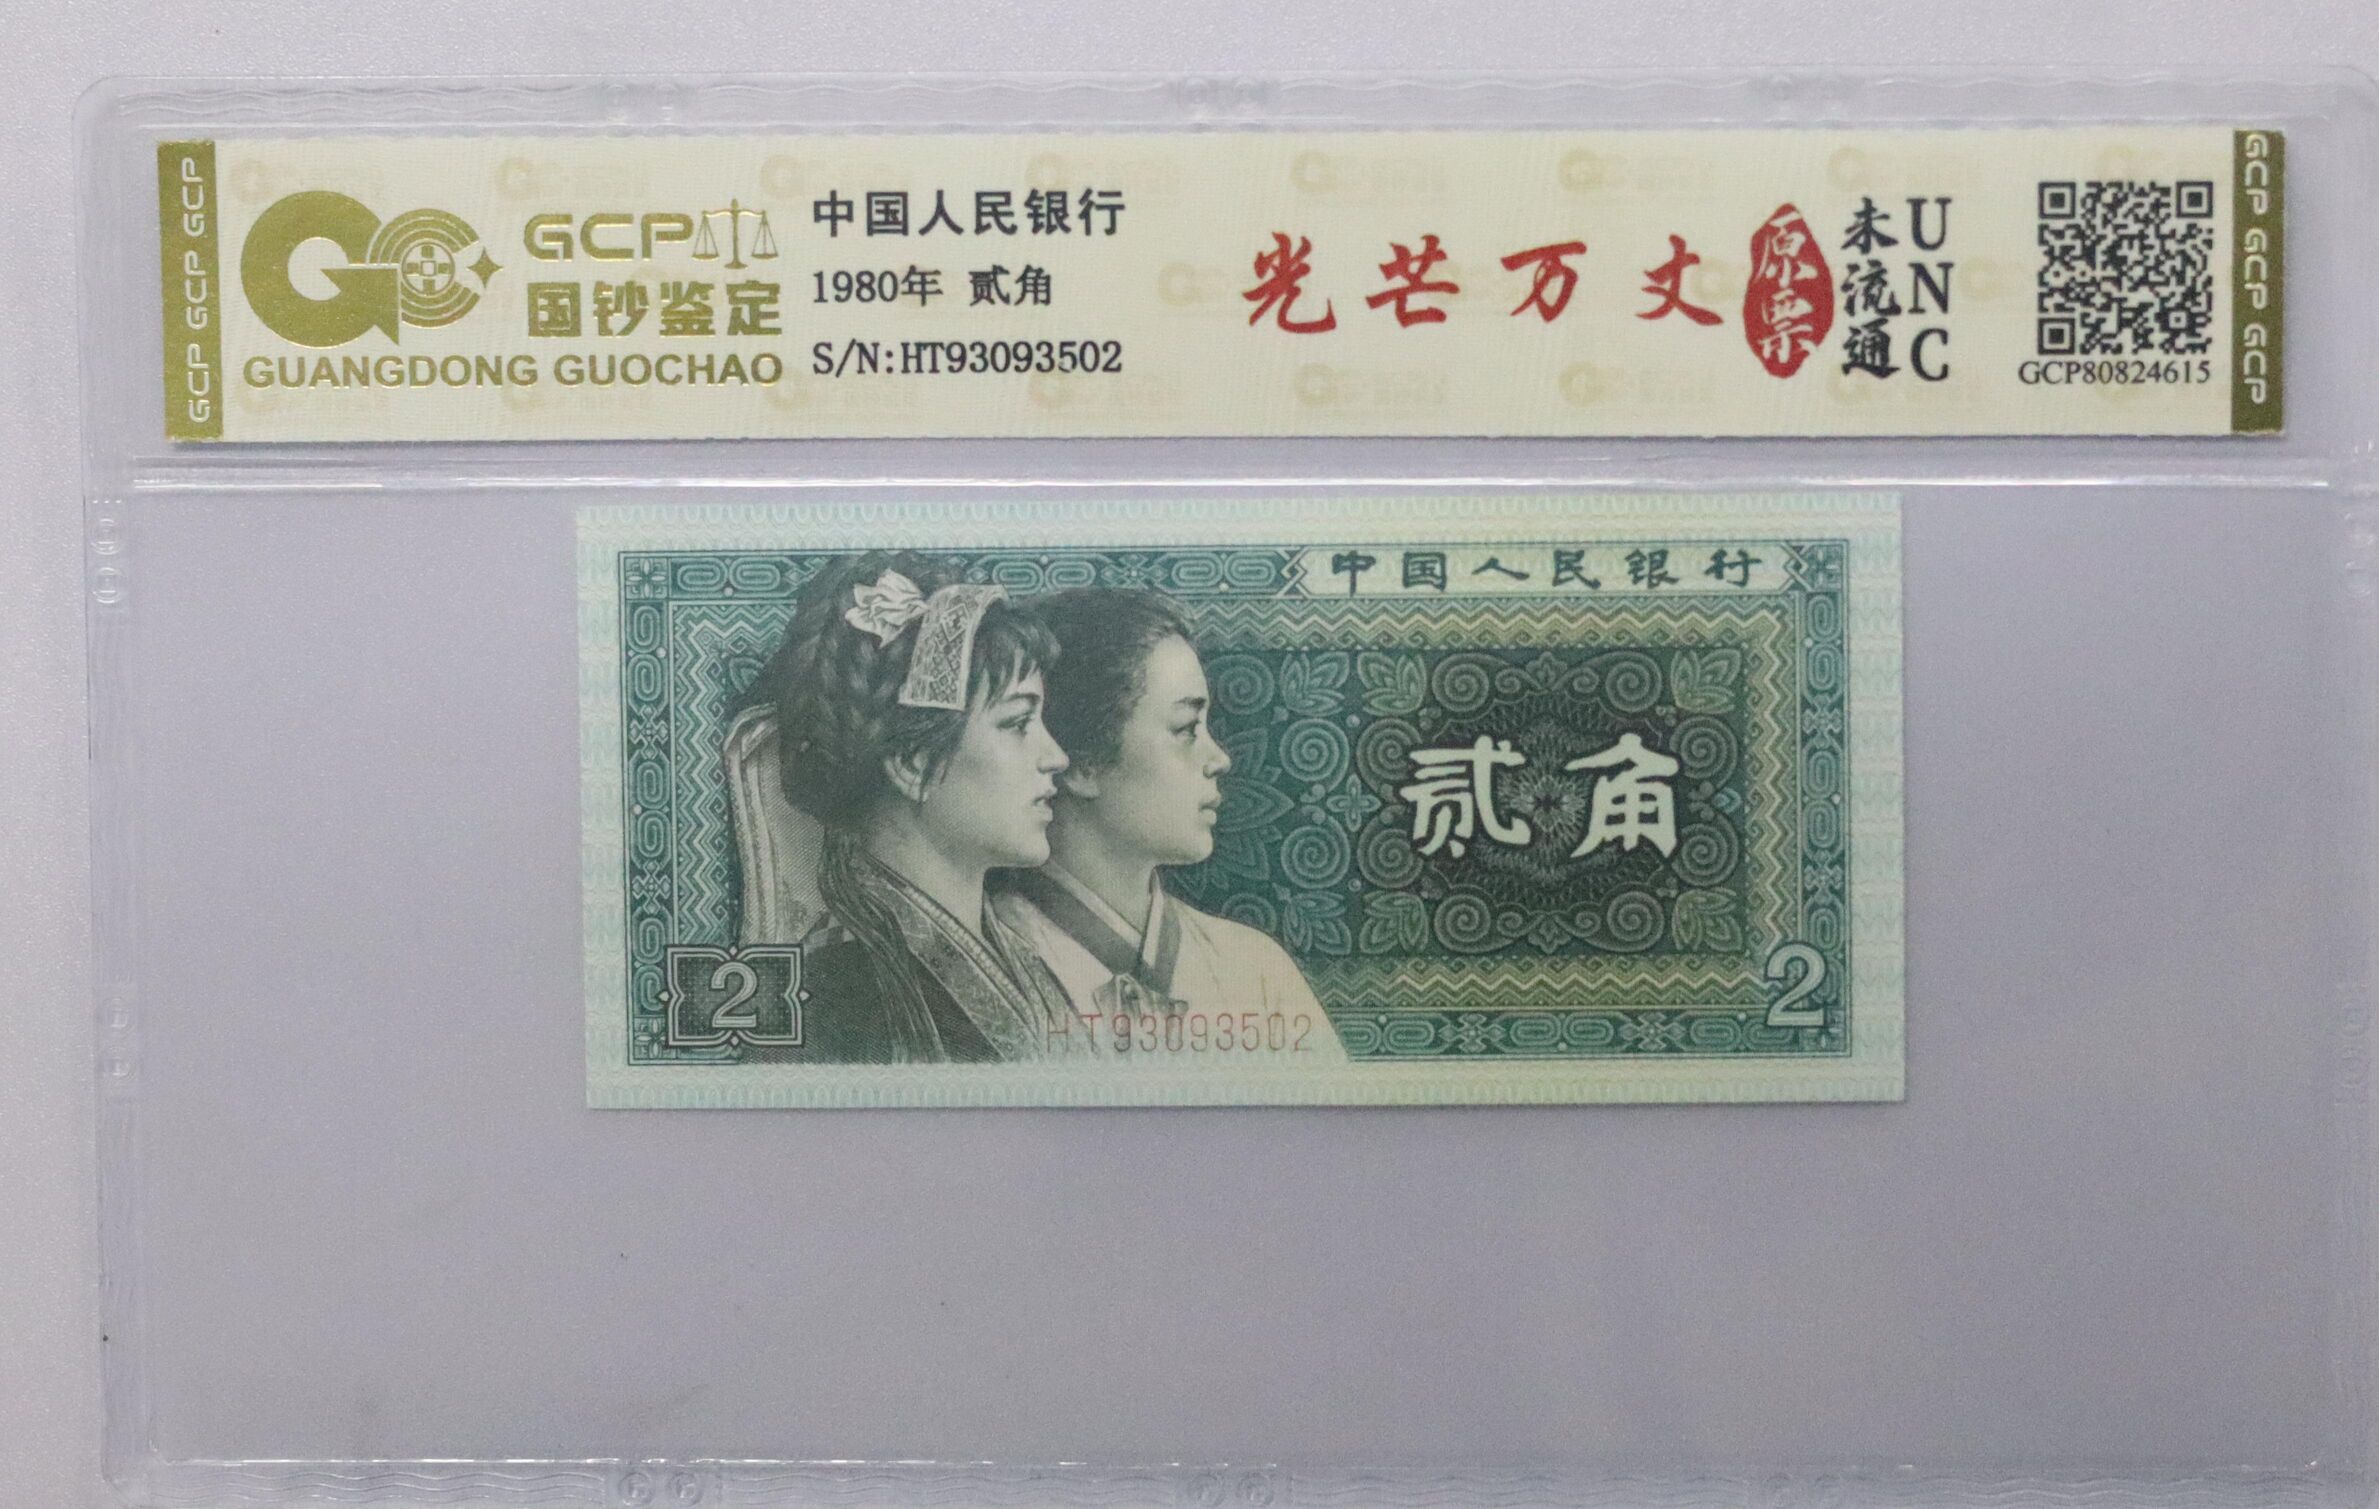 GCP GCP GCP
GCP
国钞鉴定
GUANGDONG GUOCHAO
中国人民银行
1980年 贰角
S/N:HT93093502
光芒万丈
原票
未流通
UNC
GCP80824615
GCP GCP GCP
中国人民银行
贰角
2
2
HT93093502